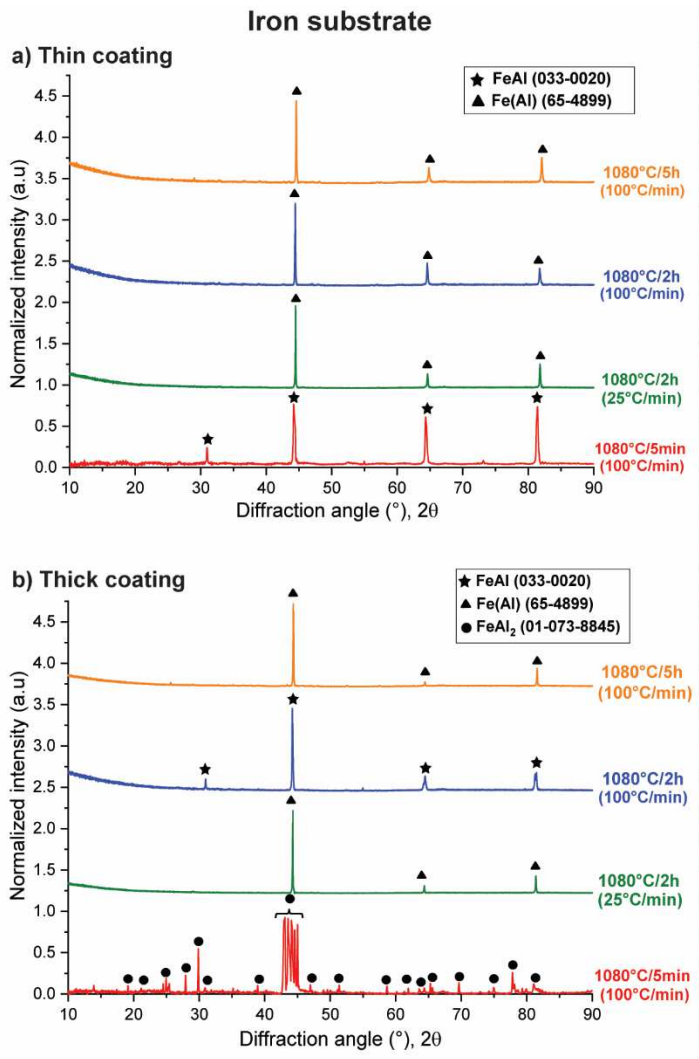 Iron substrate
a) Thin coating
★ FeAl (033-0020)
▲ Fe(Al) (65-4899)
Normalized intensity (a.u)
4.5
4.0
3.5
3.0
2.5
2.0
1.5
1.0
0.5
0.0
1080°C/5h
(100°C/min)
1080°C/2h
(100°C/min)
1080°C/2h
(25°C/min)
1080°C/5min
(100°C/min)
10 20 30 40 50 60 70 80 90
Diffraction angle (°), 2θ
b) Thick coating
★ FeAl (033-0020)
▲ Fe(Al) (65-4899)
● FeAl₂ (01-073-8845)
Normalized intensity (a.u)
4.5
4.0
3.5
3.0
2.5
2.0
1.5
1.0
0.5
0.0
1080°C/5h
(100°C/min)
1080°C/2h
(100°C/min)
1080°C/2h
(25°C/min)
1080°C/5min
(100°C/min)
10 20 30 40 50 60 70 80 90
Diffraction angle (°), 2θ